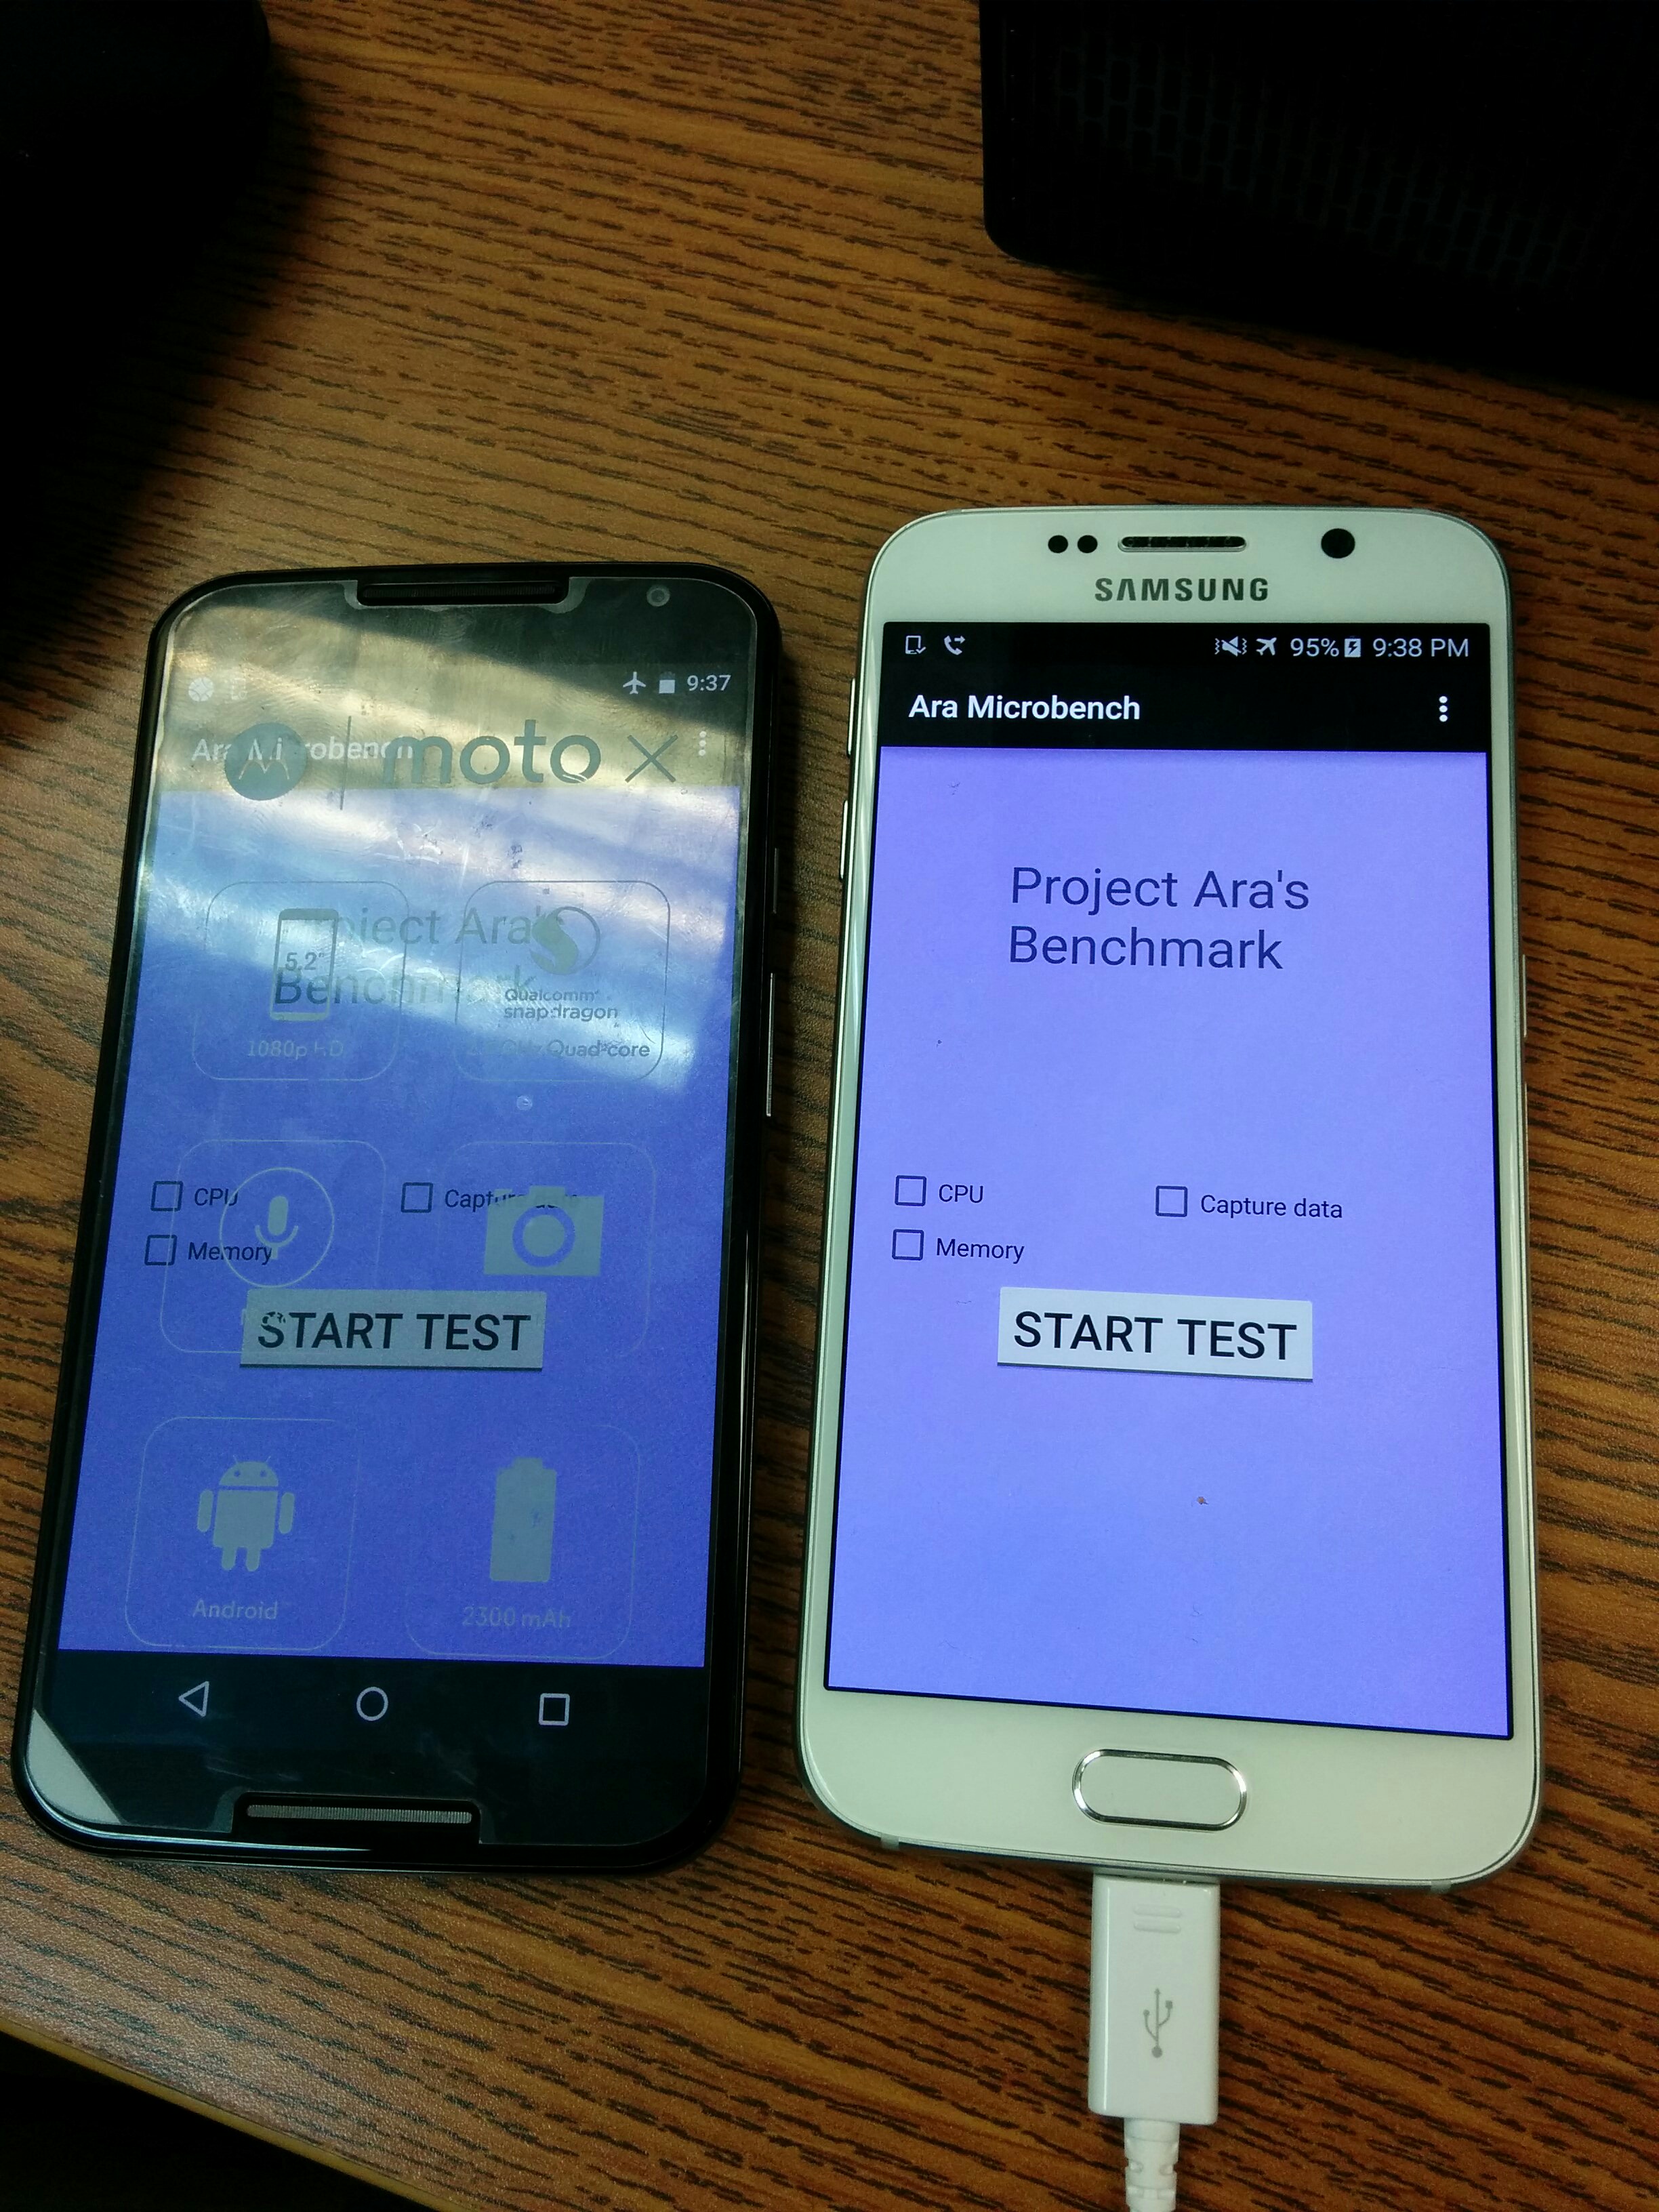 9:37
Ara Microbench
moto X
Project Ara's
Benchmark
5.2"
1080p HD
Qualcomm
snapdragon
Quad-core
CPU
Capture data
Memory
START TEST
Android
2300 mAh
SAMSUNG
95% 9:38 PM
Ara Microbench
Project Ara's
Benchmark
CPU
Capture data
Memory
START TEST